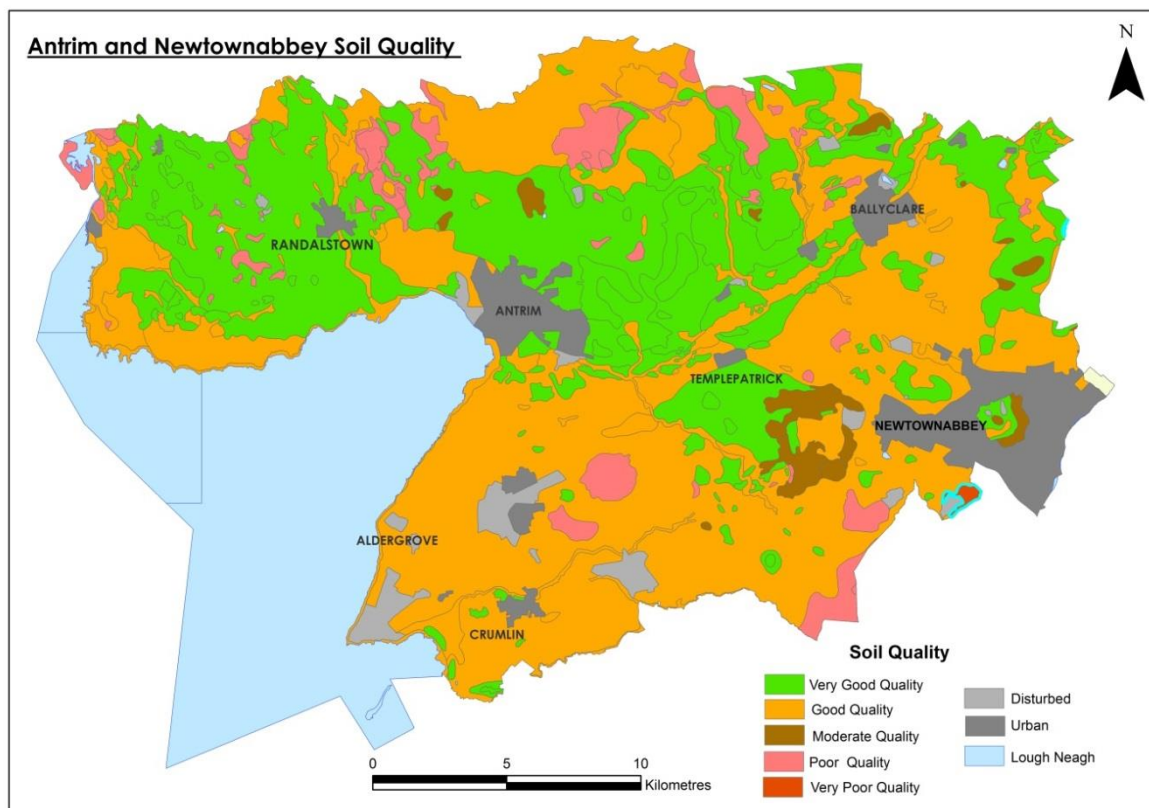 Antrim and Newtownabbey Soil Quality
N
BALLYCLARE
RANDALSTOWN
ANTRIM
TEMPLEPATRICK
NEWTOWNABBEY
ALDERGROVE
CRUMLIN
Soil Quality
Very Good Quality
Good Quality
Moderate Quality
Poor Quality
Very Poor Quality
Disturbed
Urban
Lough Neagh
0 5 10
Kilometres